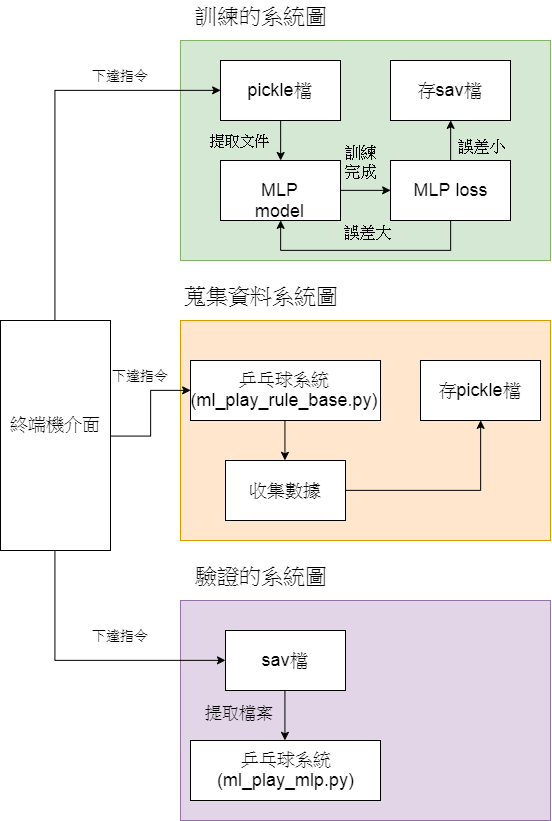 訓練的系統圖
下達指令
pickle檔
存sav檔
提取文件
誤差小
訓練
完成
MLP
model
MLP loss
誤差大
蒐集資料系統圖
下達指令
乒乓球系統
(ml_play_rule_base.py)
存pickle檔
終端機介面
收集數據
驗證的系統圖
下達指令
sav檔
提取檔案
乒乓球系統
(ml_play_mlp.py)